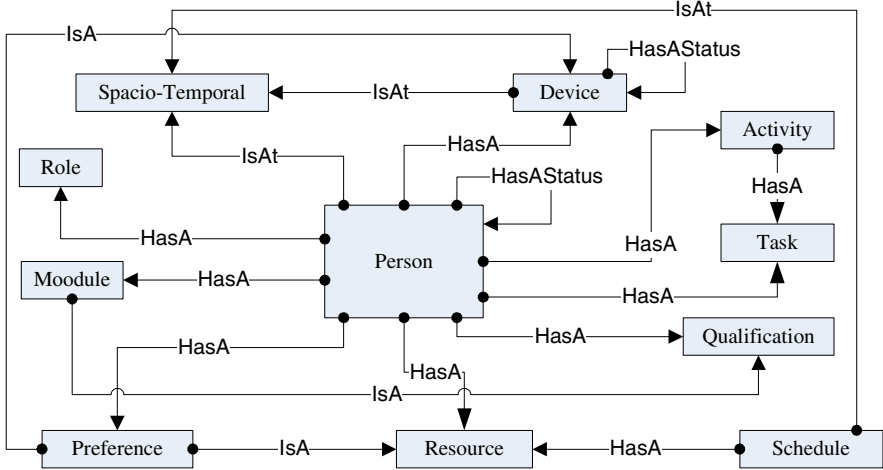 IsAt
IsA
HasAStatus
Spacio-Temporal
IsAt
Device
Activity
HasA
IsAt
Role
HasAStatus
HasA
HasA
Person
HasA
Task
Moodule
HasA
HasA
HasA
Qualification
HasA
HasA
IsA
Preference
IsA
Resource
HasA
Schedule